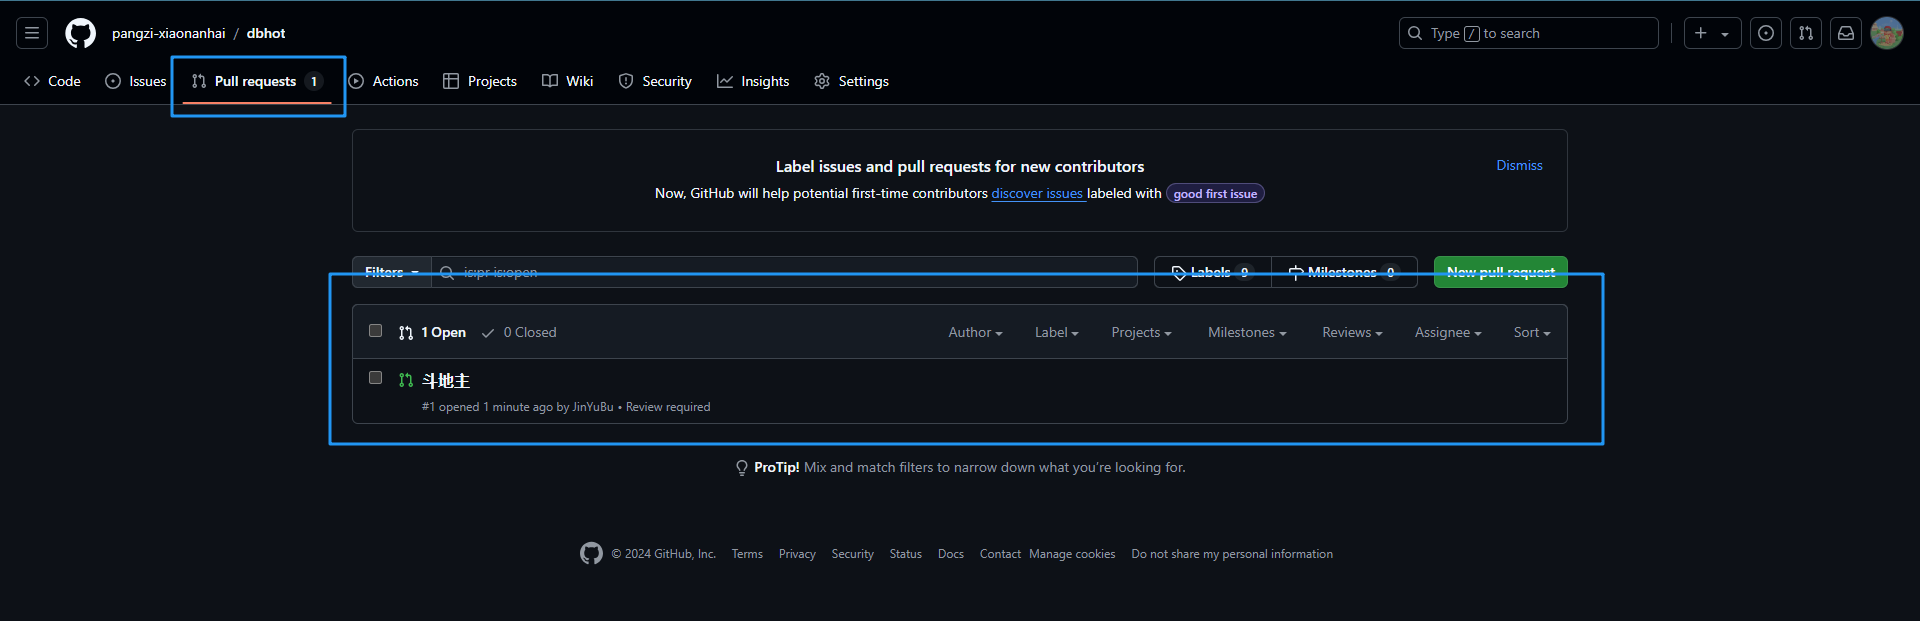 pangzi-xiaonanhai / dbhot
Type / to search
Code Issues Pull requests 1 Actions Projects Wiki Security Insights Settings
Label issues and pull requests for new contributors
Dismiss
Now, GitHub will help potential first-time contributors discover issues labeled with good first issue
Filters is:pr is:open Labels 9 Milestones 0 New pull request
1 Open 0 Closed Author Label Projects Milestones Reviews Assignee Sort
斗地主
#1 opened 1 minute ago by JinYuBu • Review required
ProTip! Mix and match filters to narrow down what you're looking for.
© 2024 GitHub, Inc. Terms Privacy Security Status Docs Contact Manage cookies Do not share my personal information